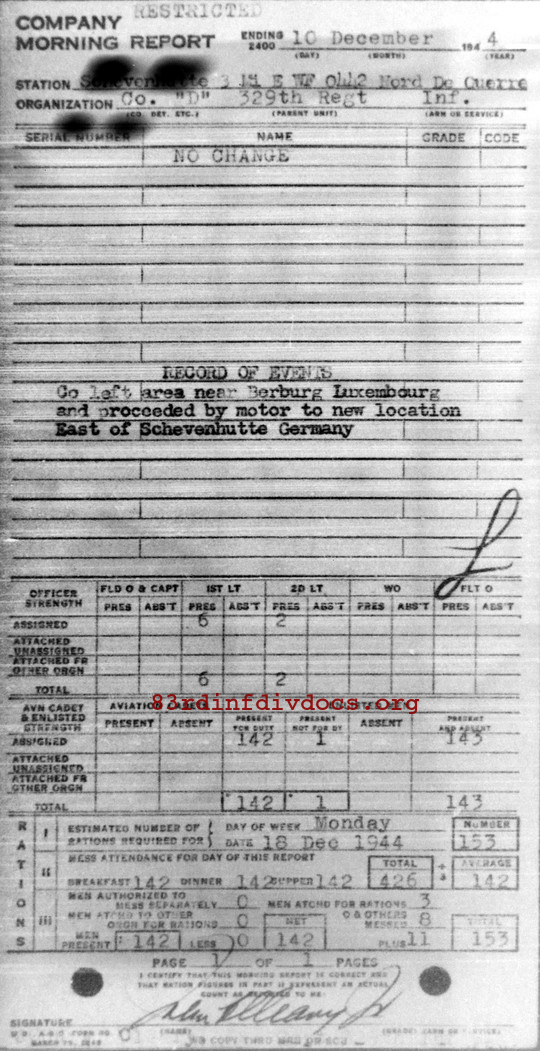 RESTRICTED
COMPANY
MORNING REPORT ENDING 2400 10 December 194 4
(DAY) (MONTH) (YEAR)
STATION Schevenhutte 3 Mi E WF 0442 Nord De Guerre
ORGANIZATION Co. "D" 329th Regt Inf.
(CO. DET. ETC.) (PARENT UNIT) (ARM OR SERVICE)
SERIAL NUMBER NAME GRADE CODE
NO CHANGE
RECORD OF EVENTS
Co left area near Berburg Luxembourg
and proceeded by motor to new location
East of Schevenhutte Germany
OFFICER STRENGTH FLD O & CAPT 1ST LT 2D LT WO FLT O
PRES ABS'T PRES ABS'T PRES ABS'T PRES ABS'T PRES ABS'T
ASSIGNED 6 2
ATTACHED UNASSIGNED
ATTACHED FR OTHER ORGN
TOTAL 6 2
83rdinfdivdocs.org
AVN CADET & ENLISTED STRENGTH AVIATION CADETS ENLISTED MEN
PRESENT ABSENT PRESENT FOR DUTY PRESENT NOT FOR DY ABSENT PRESENT AND ABSENT
ASSIGNED 142 1 143
ATTACHED UNASSIGNED
ATTACHED FR OTHER ORGN
TOTAL 142 1 143
RATIONS
I ESTIMATED NUMBER OF RATIONS REQUIRED FOR DAY OF WEEK Monday NUMBER
DATE 18 Dec 1944 153
II MESS ATTENDANCE FOR DAY OF THIS REPORT TOTAL AVERAGE
BREAKFAST 142 DINNER 142 SUPPER 142 426 142
III MEN AUTHORIZED TO MESS SEPARATELY 0 MEN ATCHD FOR RATIONS 3
MEN ATCHD TO OTHER ORGN FOR RATIONS 0 NET O & OTHERS MESSED 8 TOTAL
MEN PRESENT 142 LESS 0 142 PLUS 11 153
PAGE 1 OF 1 PAGES
I CERTIFY THAT THIS MORNING REPORT IS CORRECT AND
THAT RATION FIGURES IN PART III REPRESENT AN ACTUAL
COUNT AS REPORTED TO ME:
SIGNATURE